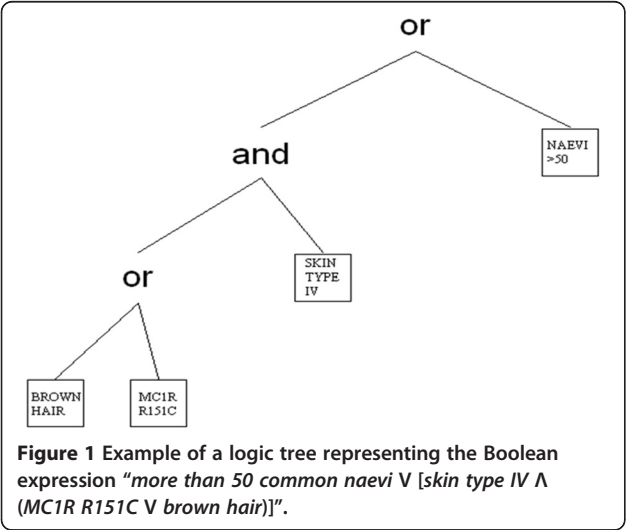 or
and
NAEVI
>50
or
SKIN
TYPE
IV
BROWN
HAIR
MC1R
R151C
Figure 1 Example of a logic tree representing the Boolean
expression “more than 50 common naevi V [skin type IV Λ
(MC1R R151C V brown hair)]”.